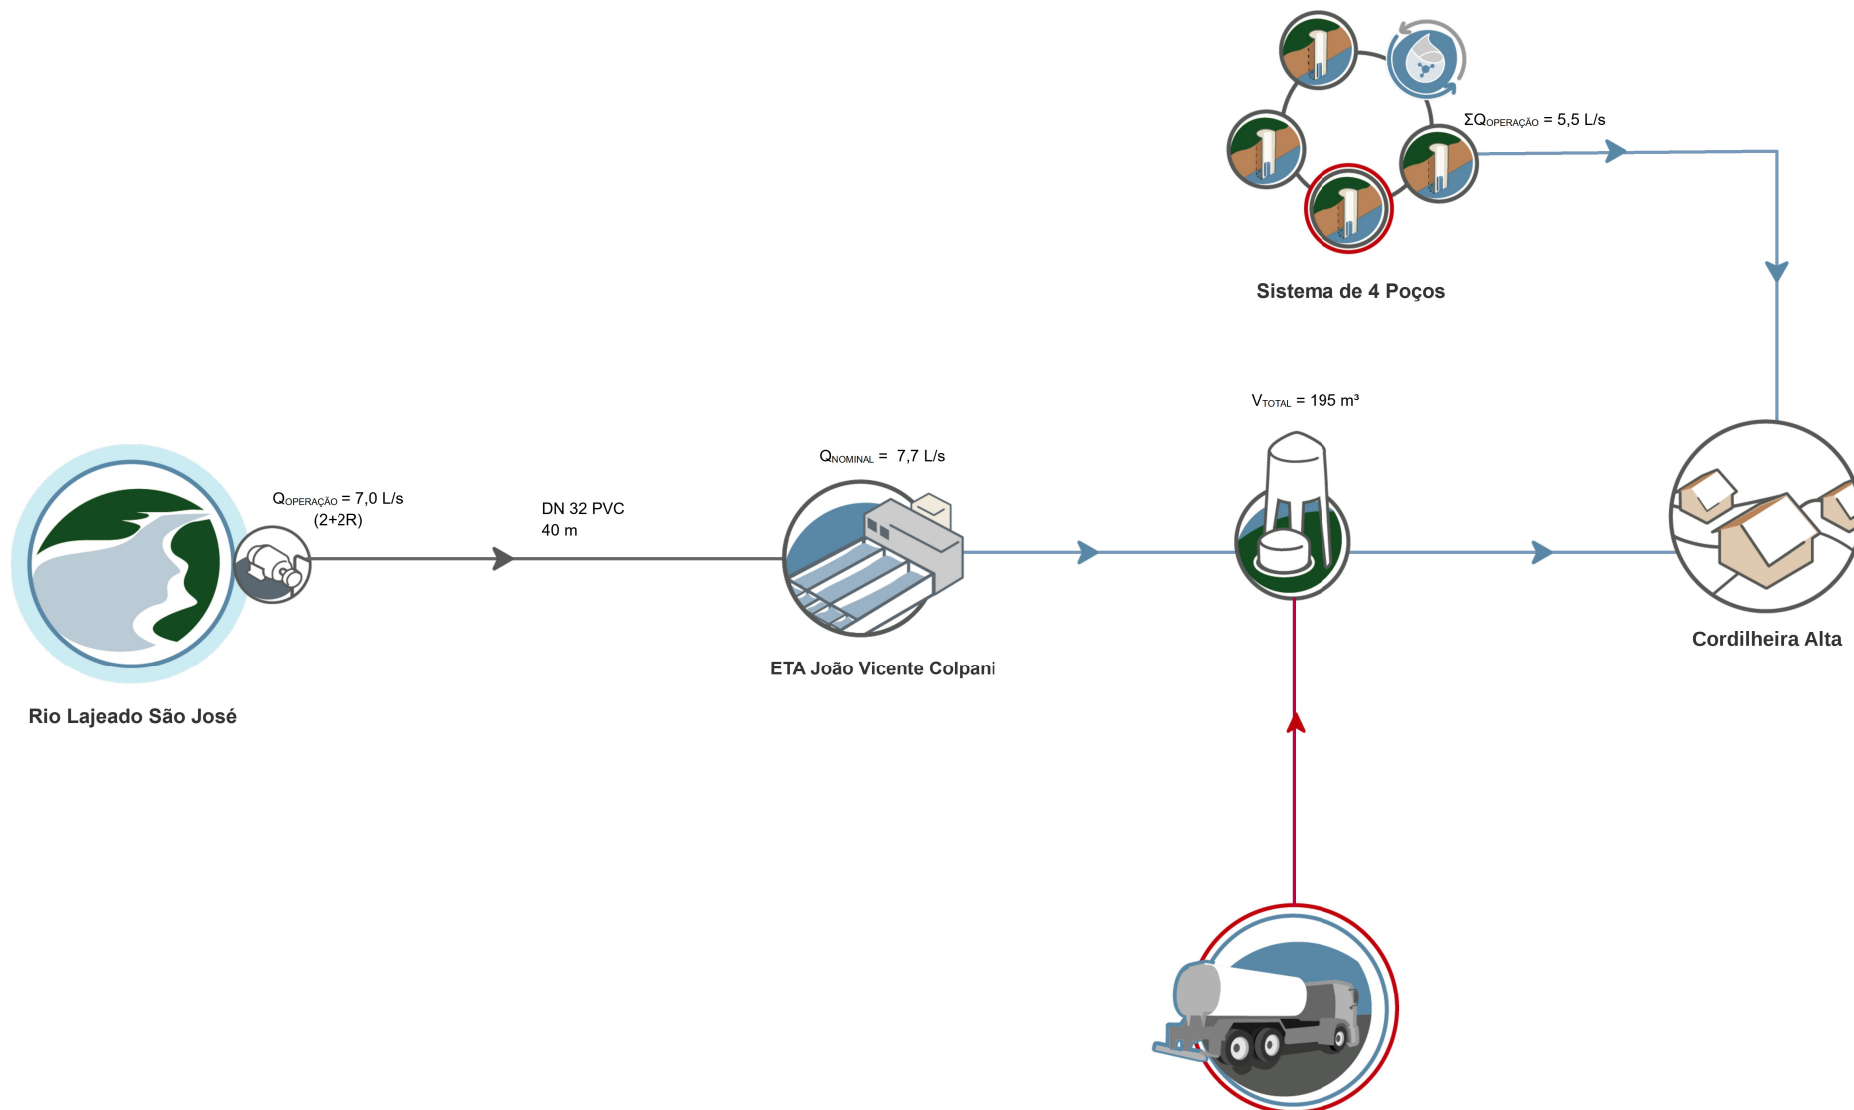 ΣQOPERAÇÃO = 5,5 L/s
Sistema de 4 Poços
VTOTAL = 195 m³
QNOMINAL = 7,7 L/s
QOPERAÇÃO = 7,0 L/s
(2+2R)
DN 32 PVC
40 m
Cordilheira Alta
ETA João Vicente Colpani
Rio Lajeado São José